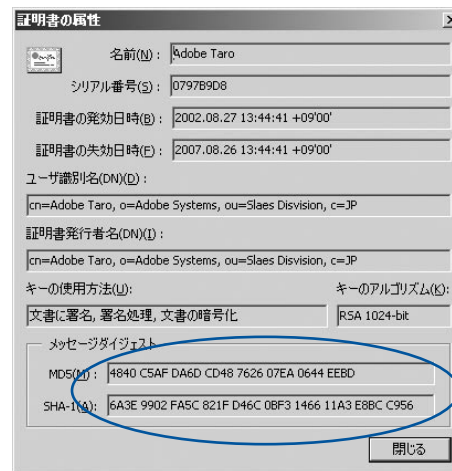 証明書の属性
名前(N)： Adobe Taro
シリアル番号(S)： 0797B9D8
証明書の発効日時(B)： 2002.08.27 13:44:41 +09'00'
証明書の失効日時(E)： 2007.08.26 13:44:41 +09'00'
ユーザ識別名(DN)(D)：
cn=Adobe Taro, o=Adobe Systems, ou=Slaes Disvision, c=JP
証明書発行者名(DN)(I)：
cn=Adobe Taro, o=Adobe Systems, ou=Slaes Disvision, c=JP
キーの使用方法(U): キーのアルゴリズム(K):
文書に署名, 署名処理, 文書の暗号化 RSA 1024-bit
メッセージダイジェスト
MD5(M)： 4840 C5AF DA6D CD48 7626 07EA 0644 EEBD
SHA-1(A): 6A3E 9902 FA5C 821F D46C 0BF3 1466 11A3 E8BC C956
閉じる